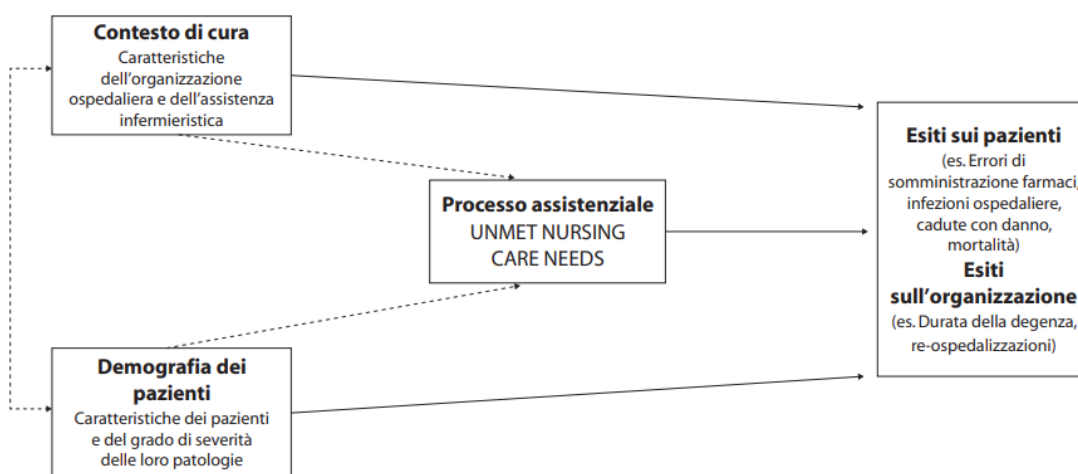 Contesto di cura
Caratteristiche
dell'organizzazione
ospedaliera e dell'assistenza
infermieristica
Processo assistenziale
UNMET NURSING
CARE NEEDS
Demografia dei
pazienti
Caratteristiche dei pazienti
e del grado di severità
delle loro patologie
Esiti sui pazienti
(es. Errori di
somministrazione farmaci,
infezioni ospedaliere,
cadute con danno,
mortalità)
Esiti
sull'organizzazione
(es. Durata della degenza,
re-ospedalizzazioni)